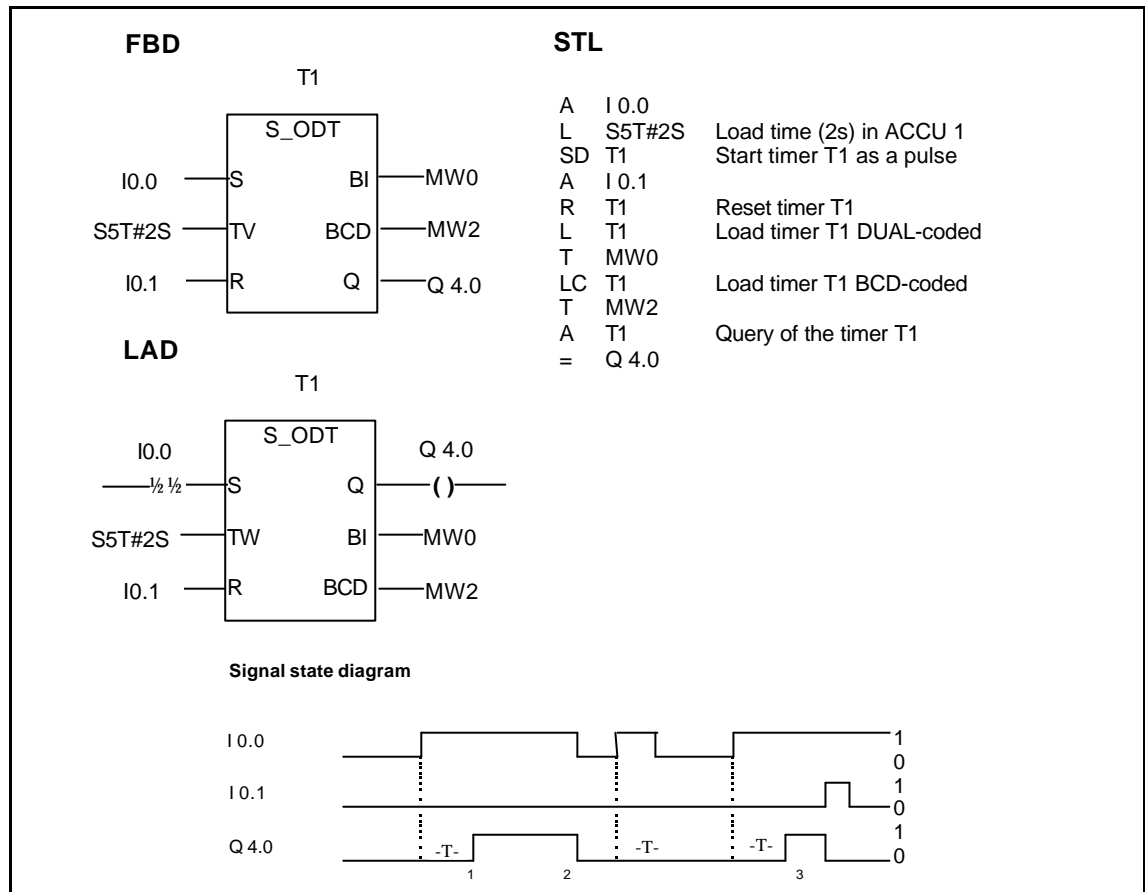 FBD
T1
S_ODT
I0.0 S BI MW0
S5T#2S TV BCD MW2
I0.1 R Q Q 4.0
LAD
T1
S_ODT
I0.0 Q 4.0
½ ½ S Q ( )
S5T#2S TW BI MW0
I0.1 R BCD MW2
STL
A I 0.0
L S5T#2S Load time (2s) in ACCU 1
SD T1 Start timer T1 as a pulse
A I 0.1
R T1 Reset timer T1
L T1 Load timer T1 DUAL-coded
T MW0
LC T1 Load timer T1 BCD-coded
T MW2
A T1 Query of the timer T1
= Q 4.0
Signal state diagram
I 0.0 1
0
I 0.1 1
0
Q 4.0 -T- -T- -T- 1
0
1 2 3